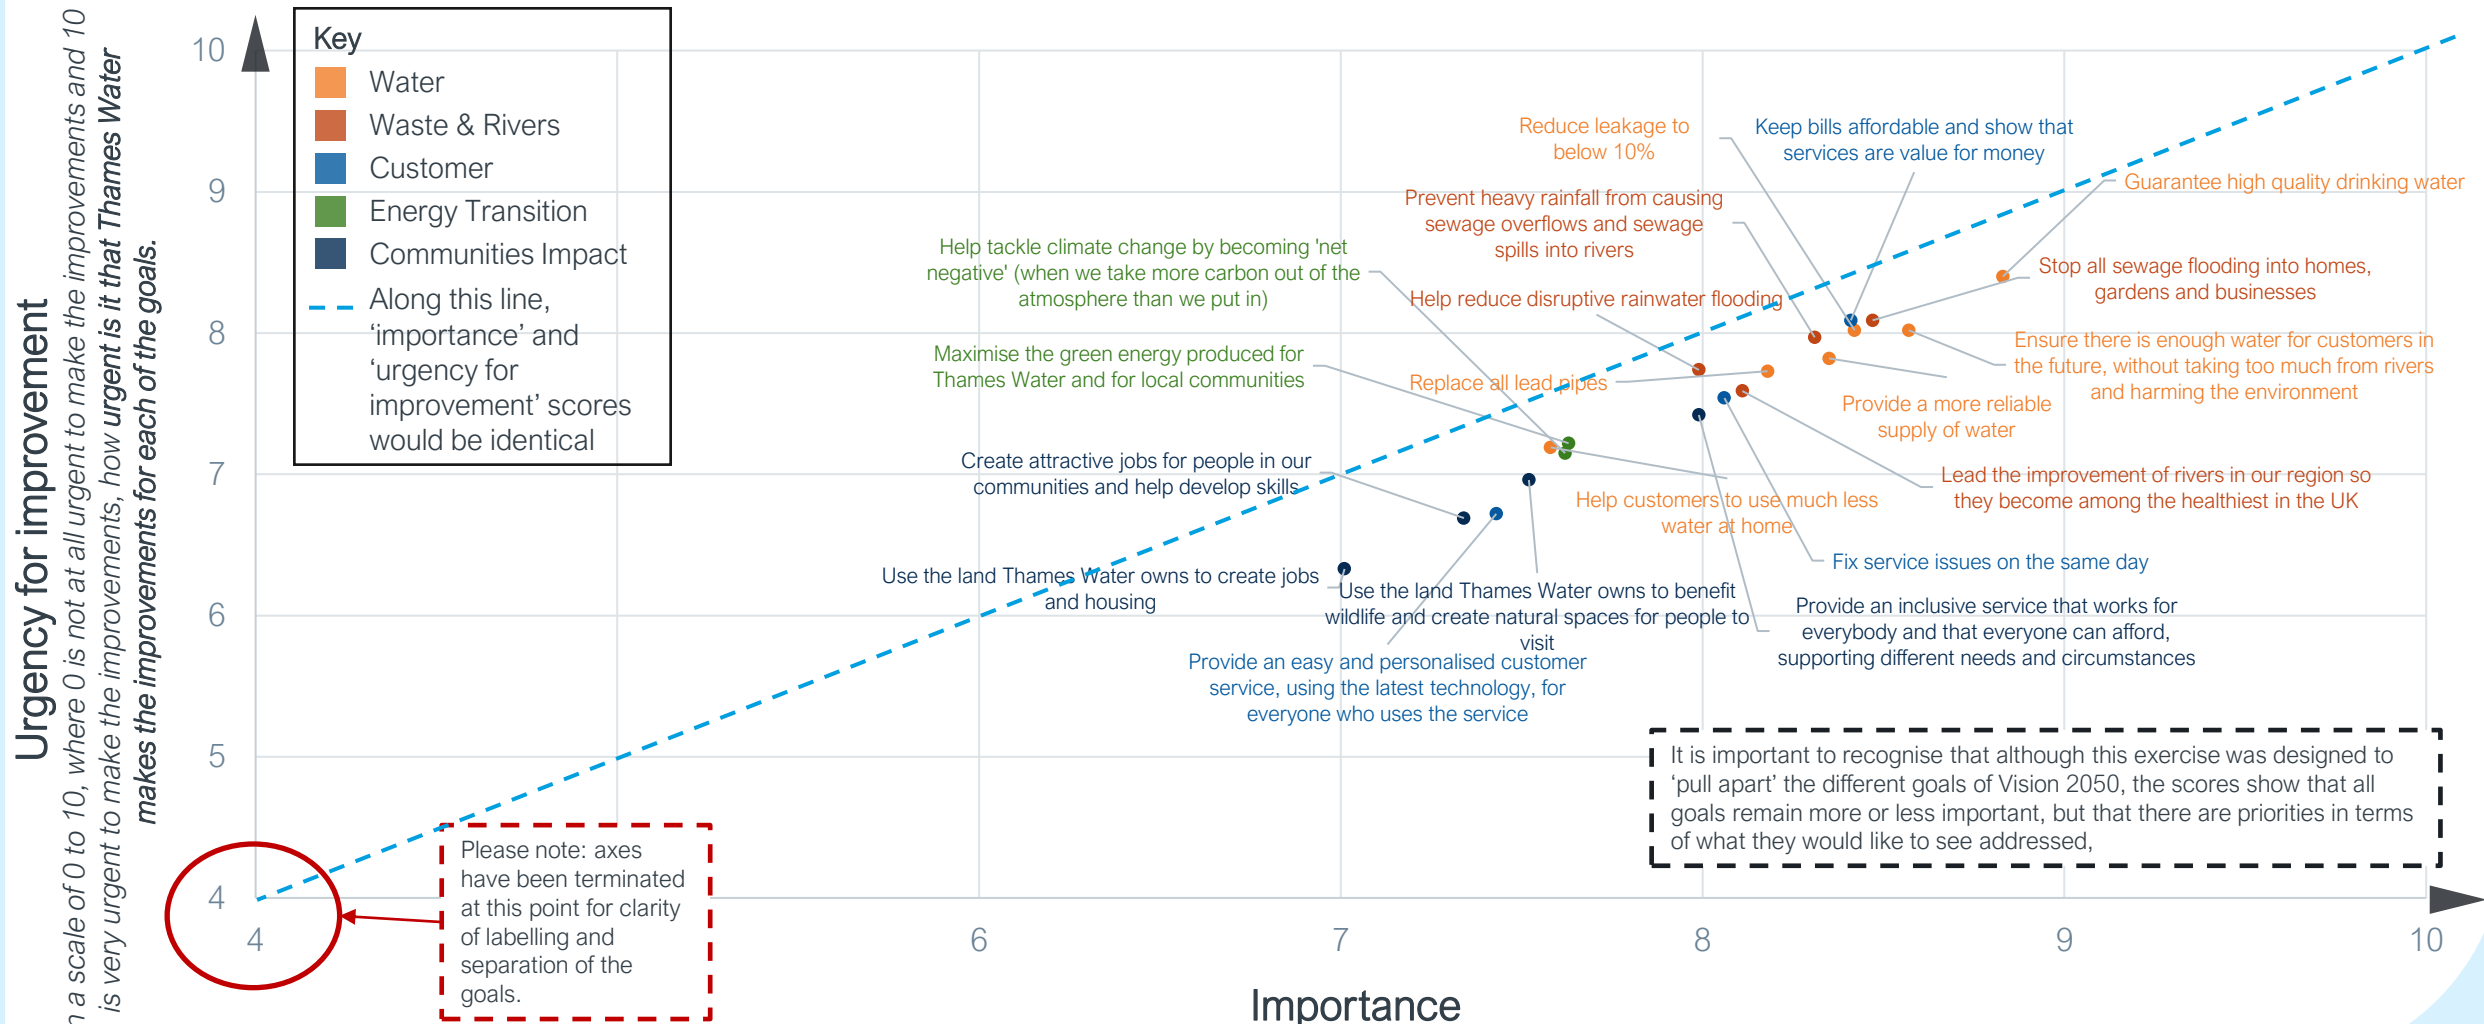 Urgency for improvement
a scale of 0 to 10, where 0 is not at all urgent to make the improvements and 10
is very urgent to make the improvements, how urgent is it that Thames Water
makes the improvements for each of the goals.
10
9
8
7
6
5
4
Key
Water
Waste & Rivers
Customer
Energy Transition
Communities Impact
Along this line,
‘importance’ and
‘urgency for
improvement’ scores
would be identical
Reduce leakage to
below 10%
Keep bills affordable and show that
services are value for money
Guarantee high quality drinking water
Prevent heavy rainfall from causing
sewage overflows and sewage
spills into rivers
Help tackle climate change by becoming 'net
negative' (when we take more carbon out of the
atmosphere than we put in)
Stop all sewage flooding into homes,
gardens and businesses
Help reduce disruptive rainwater flooding
Maximise the green energy produced for
Thames Water and for local communities
Replace all lead pipes
Ensure there is enough water for customers in
the future, without taking too much from rivers
and harming the environment
Provide a more reliable
supply of water
Create attractive jobs for people in our
communities and help develop skills
Lead the improvement of rivers in our region so
they become among the healthiest in the UK
Help customers to use much less
water at home
Fix service issues on the same day
Use the land Thames Water owns to create jobs
and housing
Use the land Thames Water owns to benefit
wildlife and create natural spaces for people to
visit
Provide an inclusive service that works for
everybody and that everyone can afford,
supporting different needs and circumstances
Provide an easy and personalised customer
service, using the latest technology, for
everyone who uses the service
It is important to recognise that although this exercise was designed to
‘pull apart’ the different goals of Vision 2050, the scores show that all
goals remain more or less important, but that there are priorities in terms
of what they would like to see addressed,
Please note: axes
have been terminated
at this point for clarity
of labelling and
separation of the
goals.
4
6
7
8
9
10
Importance